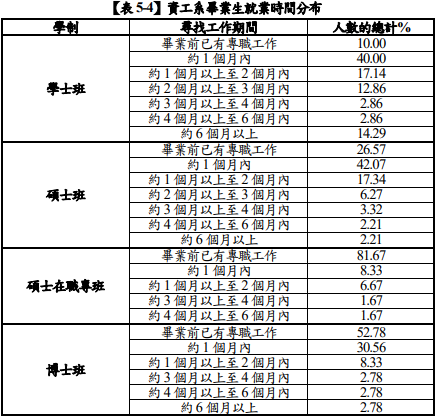 【表 5-4】資工系畢業生就業時間分布
學制 尋找工作期間 人數的總計%
學士班
畢業前已有專職工作 10.00
約 1 個月內 40.00
約 1 個月以上至 2 個月內 17.14
約 2 個月以上至 3 個月內 12.86
約 3 個月以上至 4 個月內 2.86
約 4 個月以上至 6 個月內 2.86
約 6 個月以上 14.29
碩士班
畢業前已有專職工作 26.57
約 1 個月內 42.07
約 1 個月以上至 2 個月內 17.34
約 2 個月以上至 3 個月內 6.27
約 3 個月以上至 4 個月內 3.32
約 4 個月以上至 6 個月內 2.21
約 6 個月以上 2.21
碩士在職專班
畢業前已有專職工作 81.67
約 1 個月內 8.33
約 1 個月以上至 2 個月內 6.67
約 3 個月以上至 4 個月內 1.67
約 4 個月以上至 6 個月內 1.67
博士班
畢業前已有專職工作 52.78
約 1 個月內 30.56
約 1 個月以上至 2 個月內 8.33
約 3 個月以上至 4 個月內 2.78
約 4 個月以上至 6 個月內 2.78
約 6 個月以上 2.78